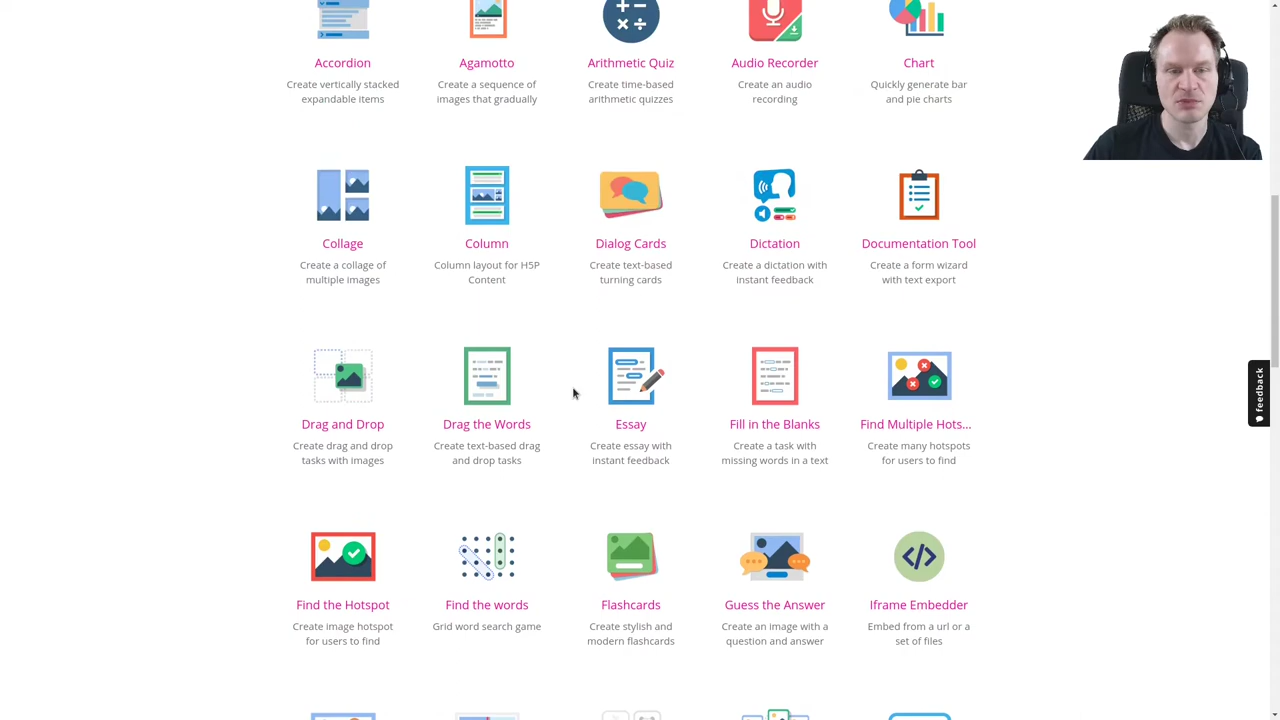 Accordion
Agamotto
Arithmetic Quiz
Audio Recorder
Chart
Create vertically stacked
expandable items
Create a sequence of
images that gradually
Create time-based
arithmetic quizzes
Create an audio
recording
Quickly generate bar
and pie charts
Collage
Column
Dialog Cards
Dictation
Documentation Tool
Create a collage of
multiple images
Column layout for H5P
Content
Create text-based
turning cards
Create a dictation with
instant feedback
Create a form wizard
with text export
Drag and Drop
Drag the Words
Essay
Fill in the Blanks
Find Multiple Hots...
Create drag and drop
tasks with images
Create text-based drag
and drop tasks
Create essay with
instant feedback
Create a task with
missing words in a text
Create many hotspots
for users to find
Find the Hotspot
Find the words
Flashcards
Guess the Answer
Iframe Embedder
Create image hotspot
for users to find
Grid word search game
Create stylish and
modern flashcards
Create an image with a
question and answer
Embed from a url or a
set of files
feedback